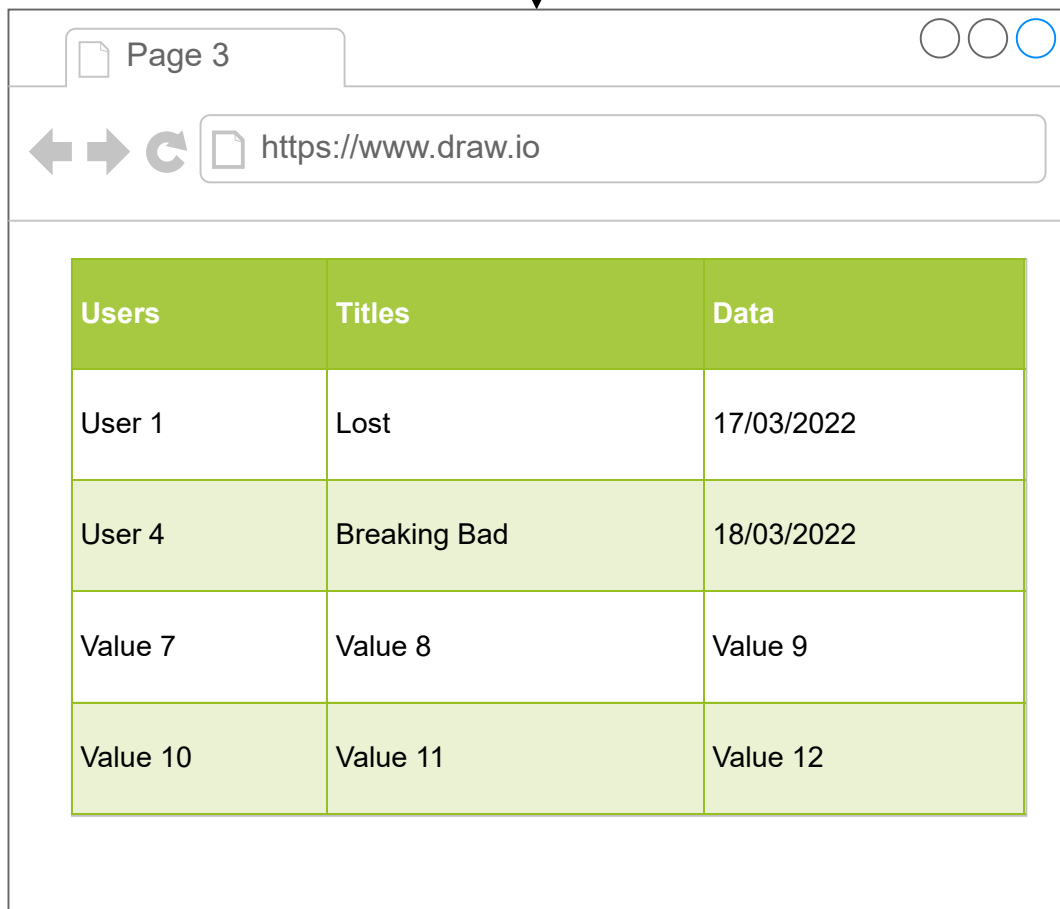 Page 3
https://www.draw.io
Users Titles Data
User 1 Lost 17/03/2022
User 4 Breaking Bad 18/03/2022
Value 7 Value 8 Value 9
Value 10 Value 11 Value 12